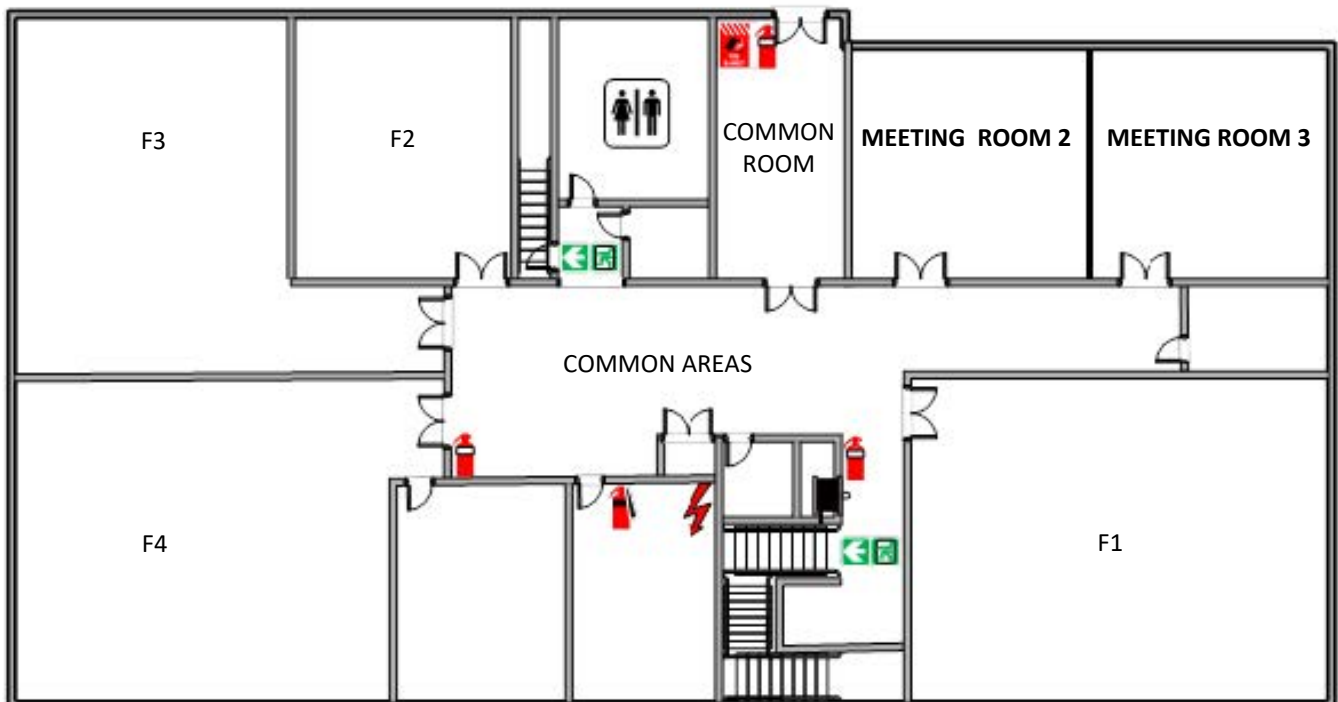 F3
F2
COMMON
ROOM
MEETING ROOM 2
MEETING ROOM 3
COMMON AREAS
F4
F1